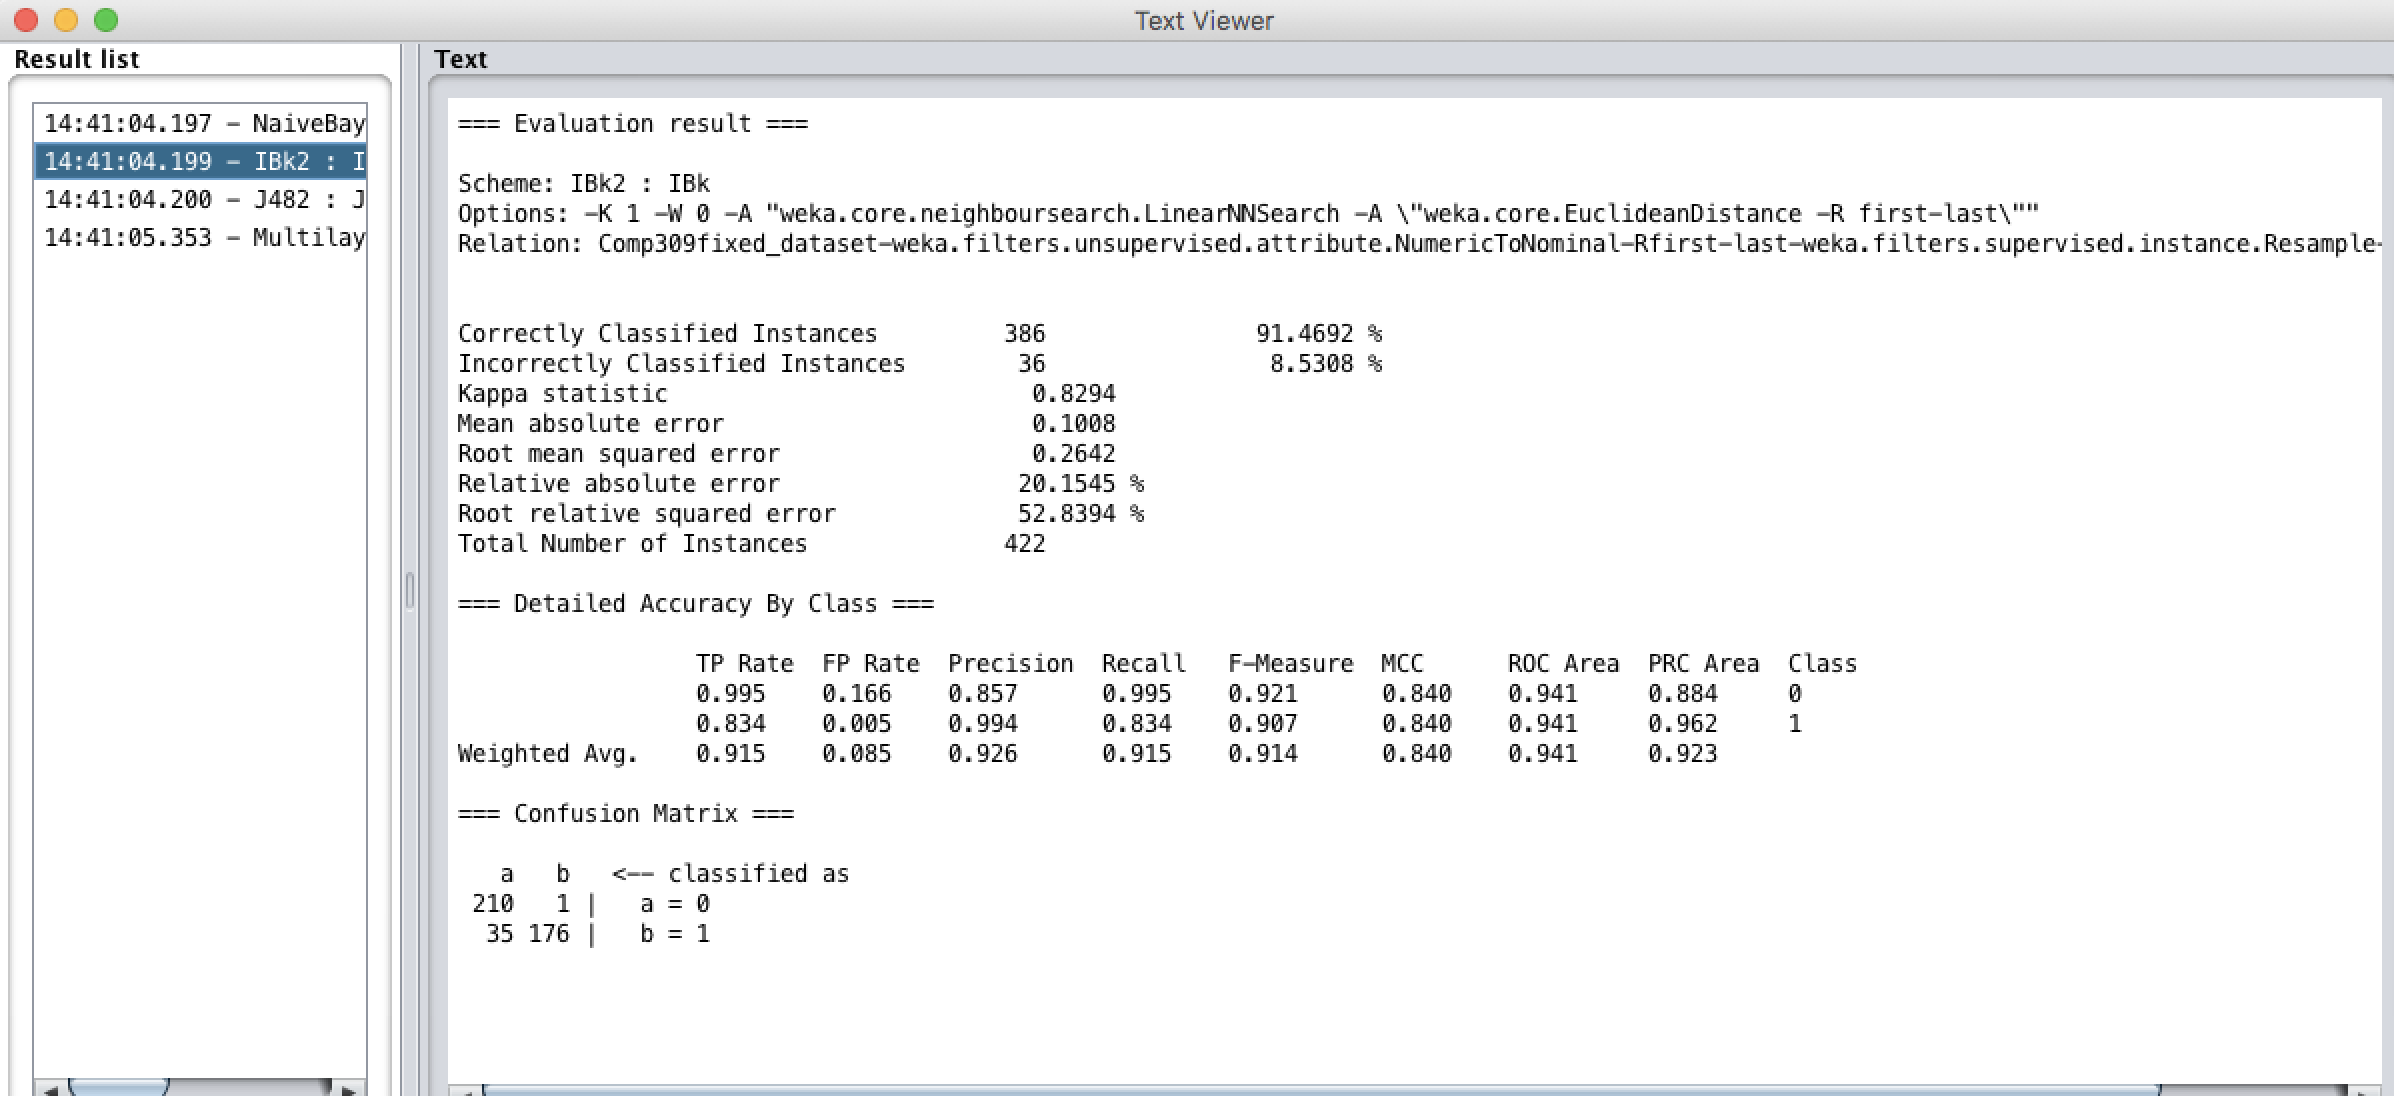 Text Viewer
Result list
14:41:04.197 – NaiveBay
14:41:04.199 – IBk2 : I
14:41:04.200 – J482 : J
14:41:05.353 – Multilay
Text
=== Evaluation result ===
Scheme: IBk2 : IBk
Options: -K 1 -W 0 -A "weka.core.neighboursearch.LinearNNSearch -A \"weka.core.EuclideanDistance -R first-last\""
Relation: Comp309fixed_dataset-weka.filters.unsupervised.attribute.NumericToNominal-Rfirst-last-weka.filters.supervised.instance.Resample-
Correctly Classified Instances 386 91.4692 %
Incorrectly Classified Instances 36 8.5308 %
Kappa statistic 0.8294
Mean absolute error 0.1008
Root mean squared error 0.2642
Relative absolute error 20.1545 %
Root relative squared error 52.8394 %
Total Number of Instances 422
=== Detailed Accuracy By Class ===
TP Rate FP Rate Precision Recall F-Measure MCC ROC Area PRC Area Class
0.995 0.166 0.857 0.995 0.921 0.840 0.941 0.884 0
0.834 0.005 0.994 0.834 0.907 0.840 0.941 0.962 1
Weighted Avg. 0.915 0.085 0.926 0.915 0.914 0.840 0.941 0.923
=== Confusion Matrix ===
a b <-- classified as
210 1 | a = 0
35 176 | b = 1